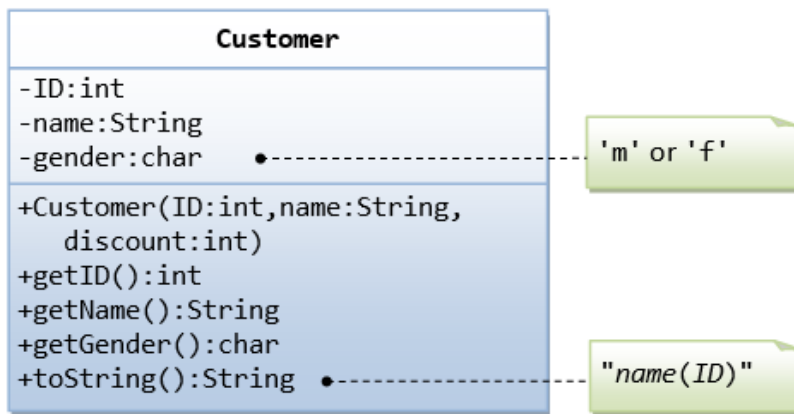 Customer
-ID:int
-name:String
-gender:char
'm' or 'f'
+Customer(ID:int,name:String,
discount:int)
+getID():int
+getName():String
+getGender():char
+toString():String
"name(ID)"